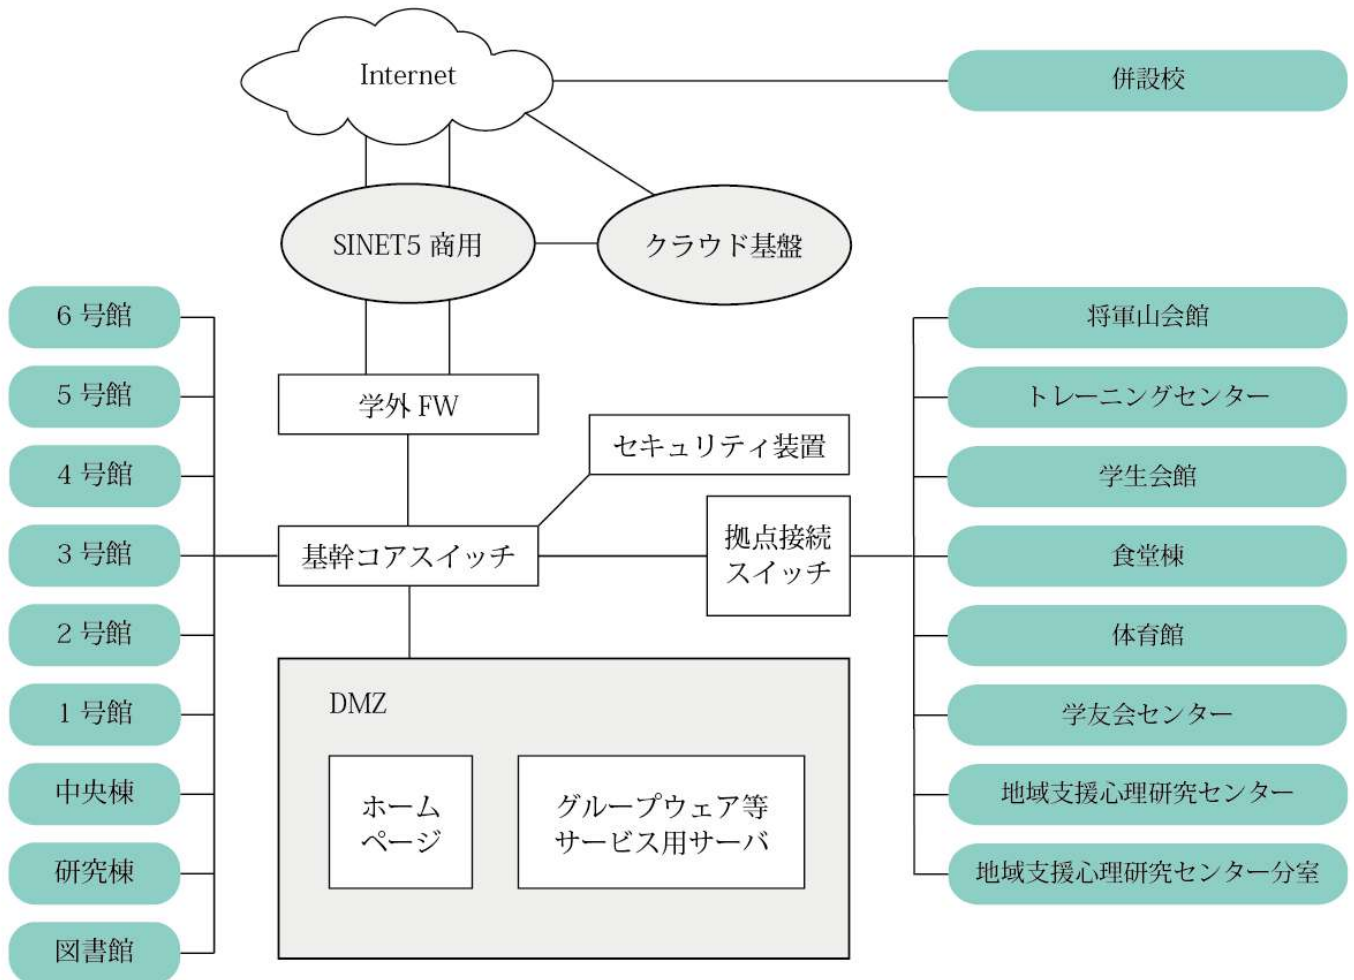 Internet
併設校
SINET5 商用
クラウド基盤
6 号館
5 号館
4 号館
3 号館
2 号館
1 号館
中央棟
研究棟
図書館
学外 FW
セキュリティ装置
基幹コアスイッチ
拠点接続
スイッチ
DMZ
ホーム
ページ
グループウェア等
サービス用サーバ
将軍山会館
トレーニングセンター
学生会館
食堂棟
体育館
学友会センター
地域支援心理研究センター
地域支援心理研究センター分室